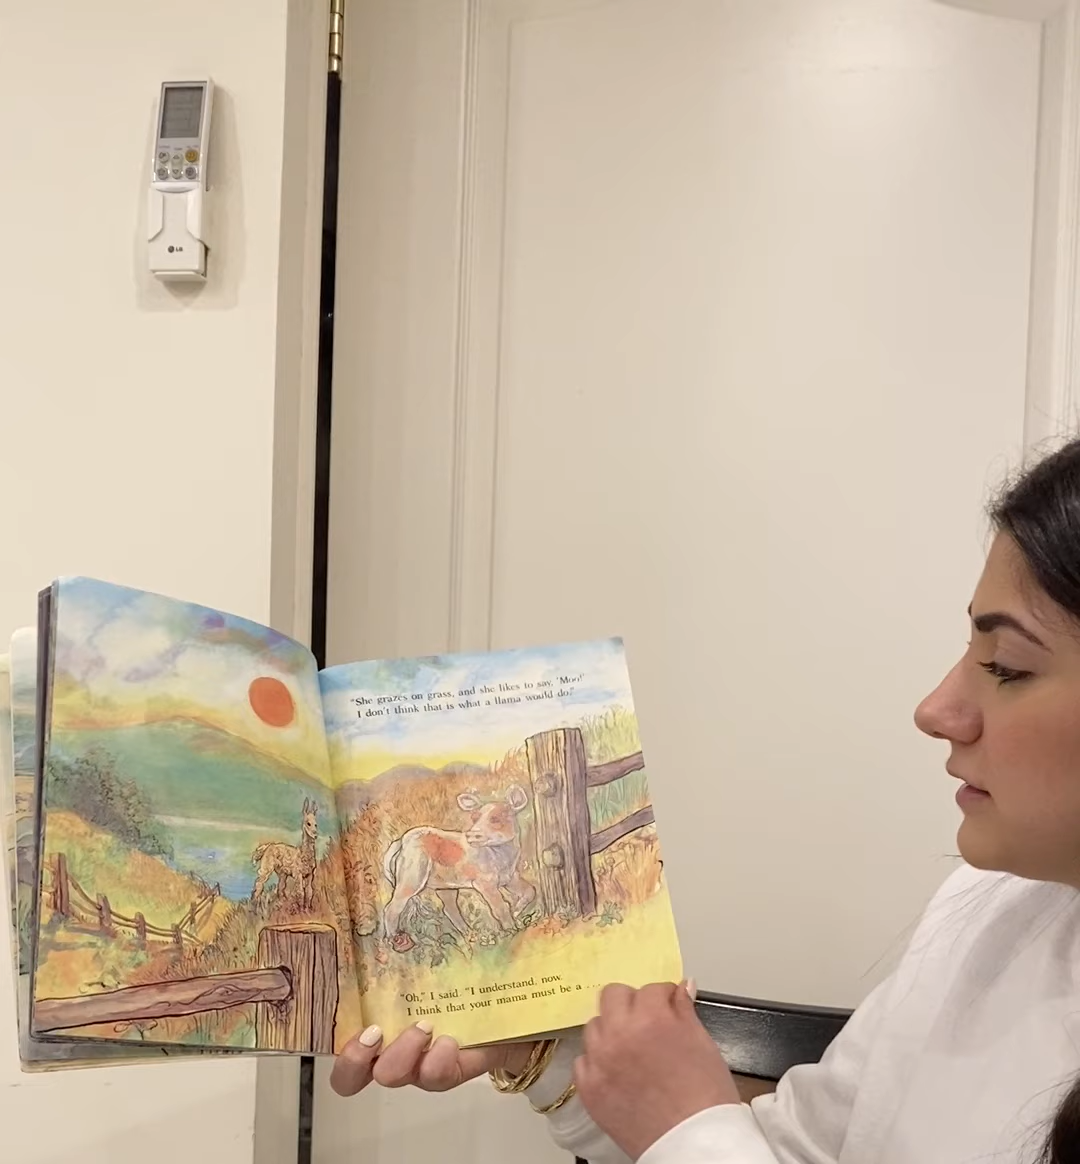 LG
"She grazes on grass, and she likes to say, 'Moo!'
I don't think that is what a llama would do."
"Oh," I said. "I understand, now.
I think that your mama must be a . . .